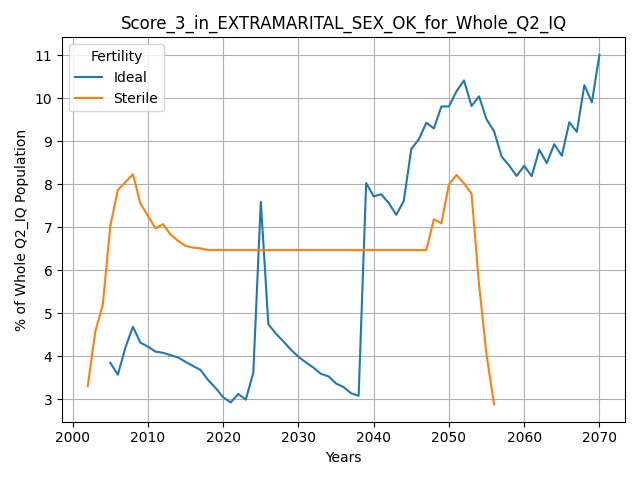 Score_3_in_EXTRAMARITAL_SEX_OK_for_Whole_Q2_IQ
Fertility
Ideal
Sterile
11
10
9
8
7
6
5
4
3
% of Whole Q2_IQ Population
2000 2010 2020 2030 2040 2050 2060 2070
Years